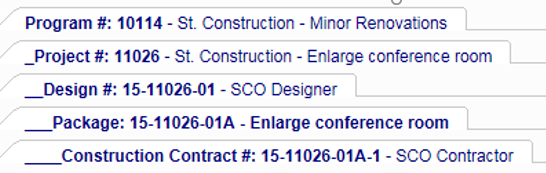 Program #: 10114 - St. Construction - Minor Renovations
_Project #: 11026 - St. Construction - Enlarge conference room
__Design #: 15-11026-01 - SCO Designer
___Package: 15-11026-01A - Enlarge conference room
____Construction Contract #: 15-11026-01A-1 - SCO Contractor